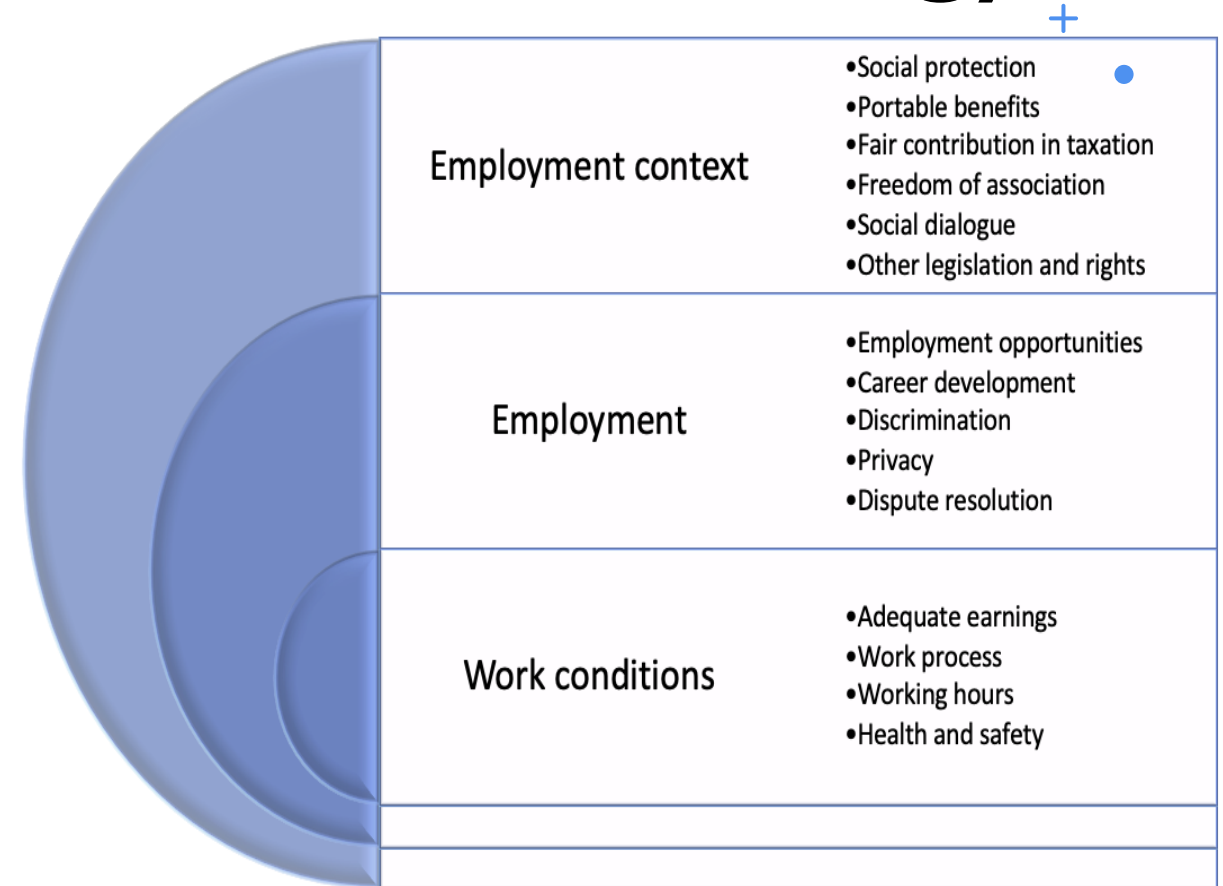 Employment context
•Social protection
•Portable benefits
•Fair contribution in taxation
•Freedom of association
•Social dialogue
•Other legislation and rights
Employment
•Employment opportunities
•Career development
•Discrimination
•Privacy
•Dispute resolution
Work conditions
•Adequate earnings
•Work process
•Working hours
•Health and safety